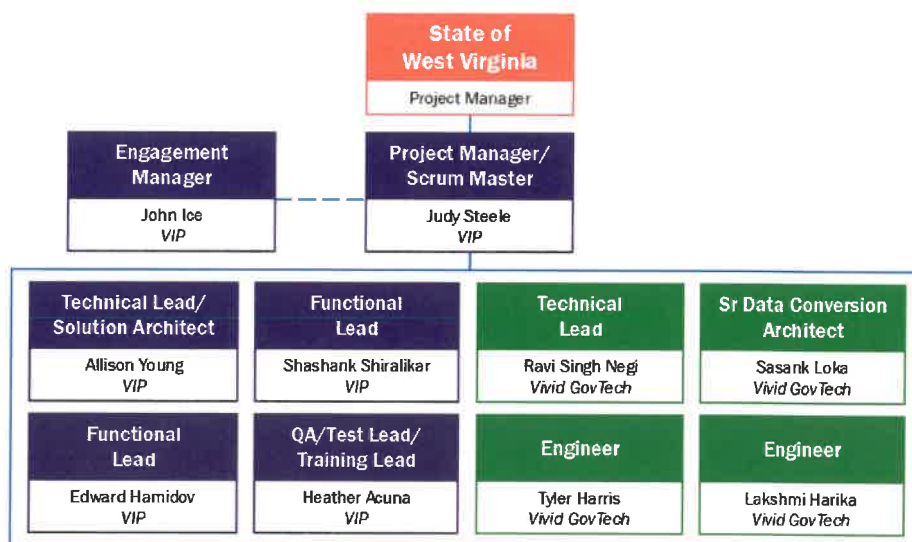 State of
West Virginia
Project Manager
Engagement
Manager
John Ice
VIP
Project Manager/
Scrum Master
Judy Steele
VIP
Technical Lead/
Solution Architect
Allison Young
VIP
Functional
Lead
Shashank Shiralikar
VIP
Technical
Lead
Ravi Singh Negi
Vivid GovTech
Sr Data Conversion
Architect
Sasank Loka
Vivid GovTech
Functional
Lead
Edward Hamidov
VIP
QA/Test Lead/
Training Lead
Heather Acuna
VIP
Engineer
Tyler Harris
Vivid GovTech
Engineer
Lakshmi Harika
Vivid GovTech